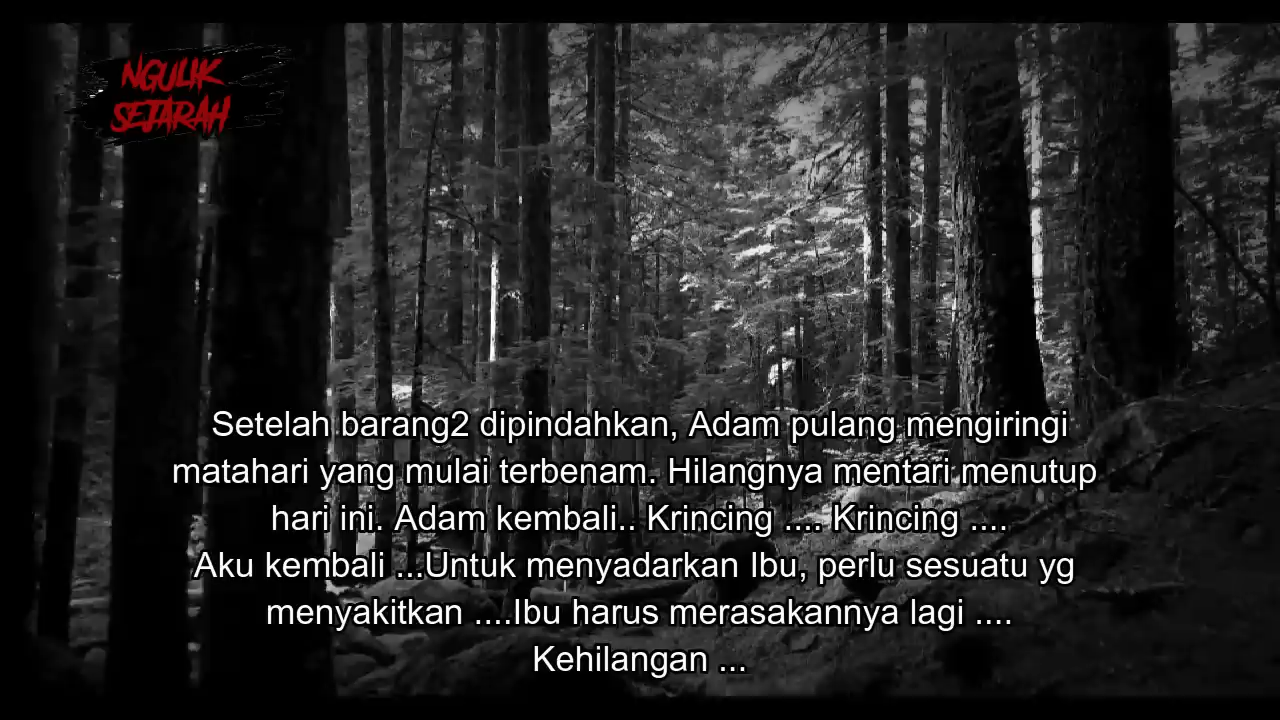 NGULIK
SEJARAH
Setelah barang2 dipindahkan, Adam pulang mengiringi
matahari yang mulai terbenam. Hilangnya mentari menutup
hari ini. Adam kembali.. Krincing .... Krincing ....
Aku kembali ...Untuk menyadarkan Ibu, perlu sesuatu yg
menyakitkan ....Ibu harus merasakannya lagi ....
Kehilangan ...